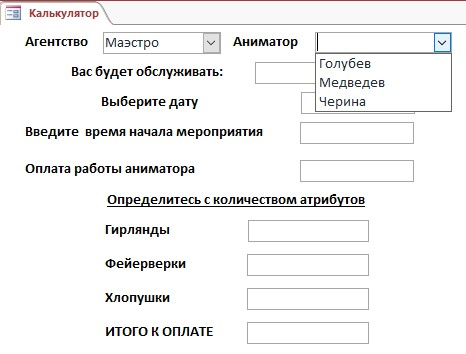 Калькулятор
Агентство Маэстро Аниматор
Голубев
Вас будет обслуживать:
Медведев
Выберите дату
Черина
Введите время начала мероприятия
Оплата работы аниматора
Определитесь с количеством атрибутов
Гирлянды
Фейерверки
Хлопушки
ИТОГО К ОПЛАТЕ